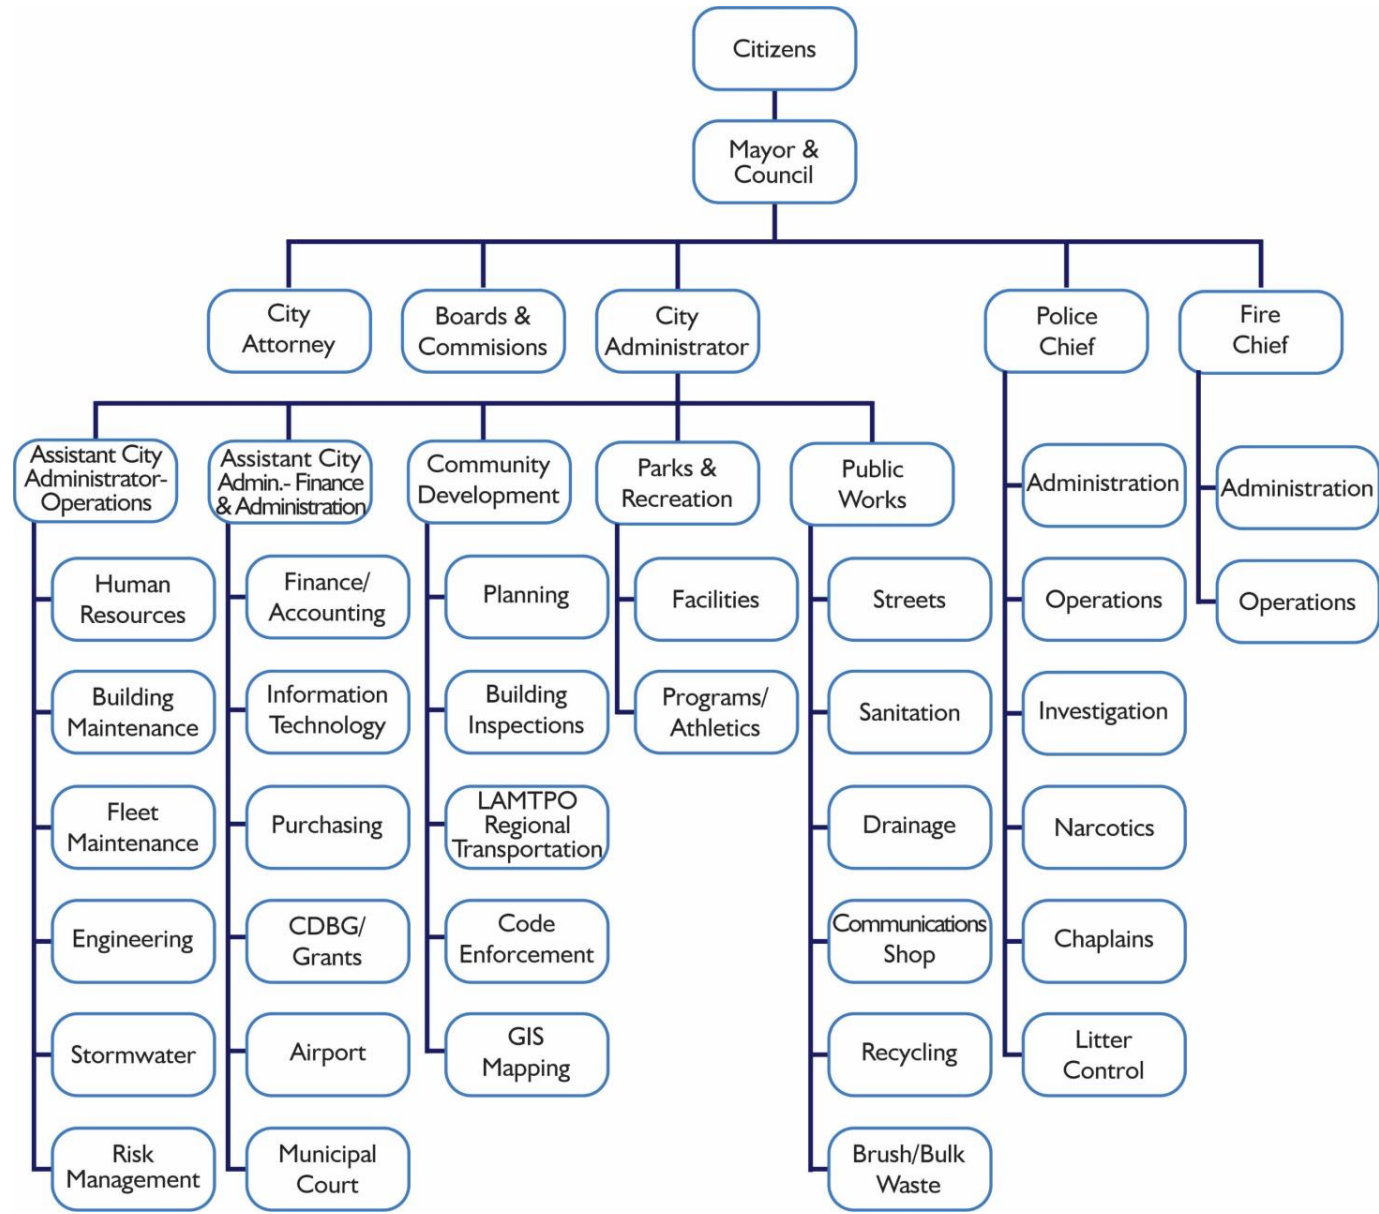 Citizens
Mayor &
Council
City
Attorney
Boards &
Commisions
City
Administrator
Police
Chief
Fire
Chief
Assistant City
Administrator-
Operations
Assistant City
Admin.- Finance
& Administration
Community
Development
Parks &
Recreation
Public
Works
Human
Resources
Building
Maintenance
Fleet
Maintenance
Engineering
Stormwater
Risk
Management
Finance/
Accounting
Information
Technology
Purchasing
CDBG/
Grants
Airport
Municipal
Court
Planning
Building
Inspections
LAMTPO
Regional
Transportation
Code
Enforcement
GIS
Mapping
Facilities
Programs/
Athletics
Streets
Sanitation
Drainage
Communications
Shop
Recycling
Brush/Bulk
Waste
Administration
Operations
Investigation
Narcotics
Chaplains
Litter
Control
Administration
Operations